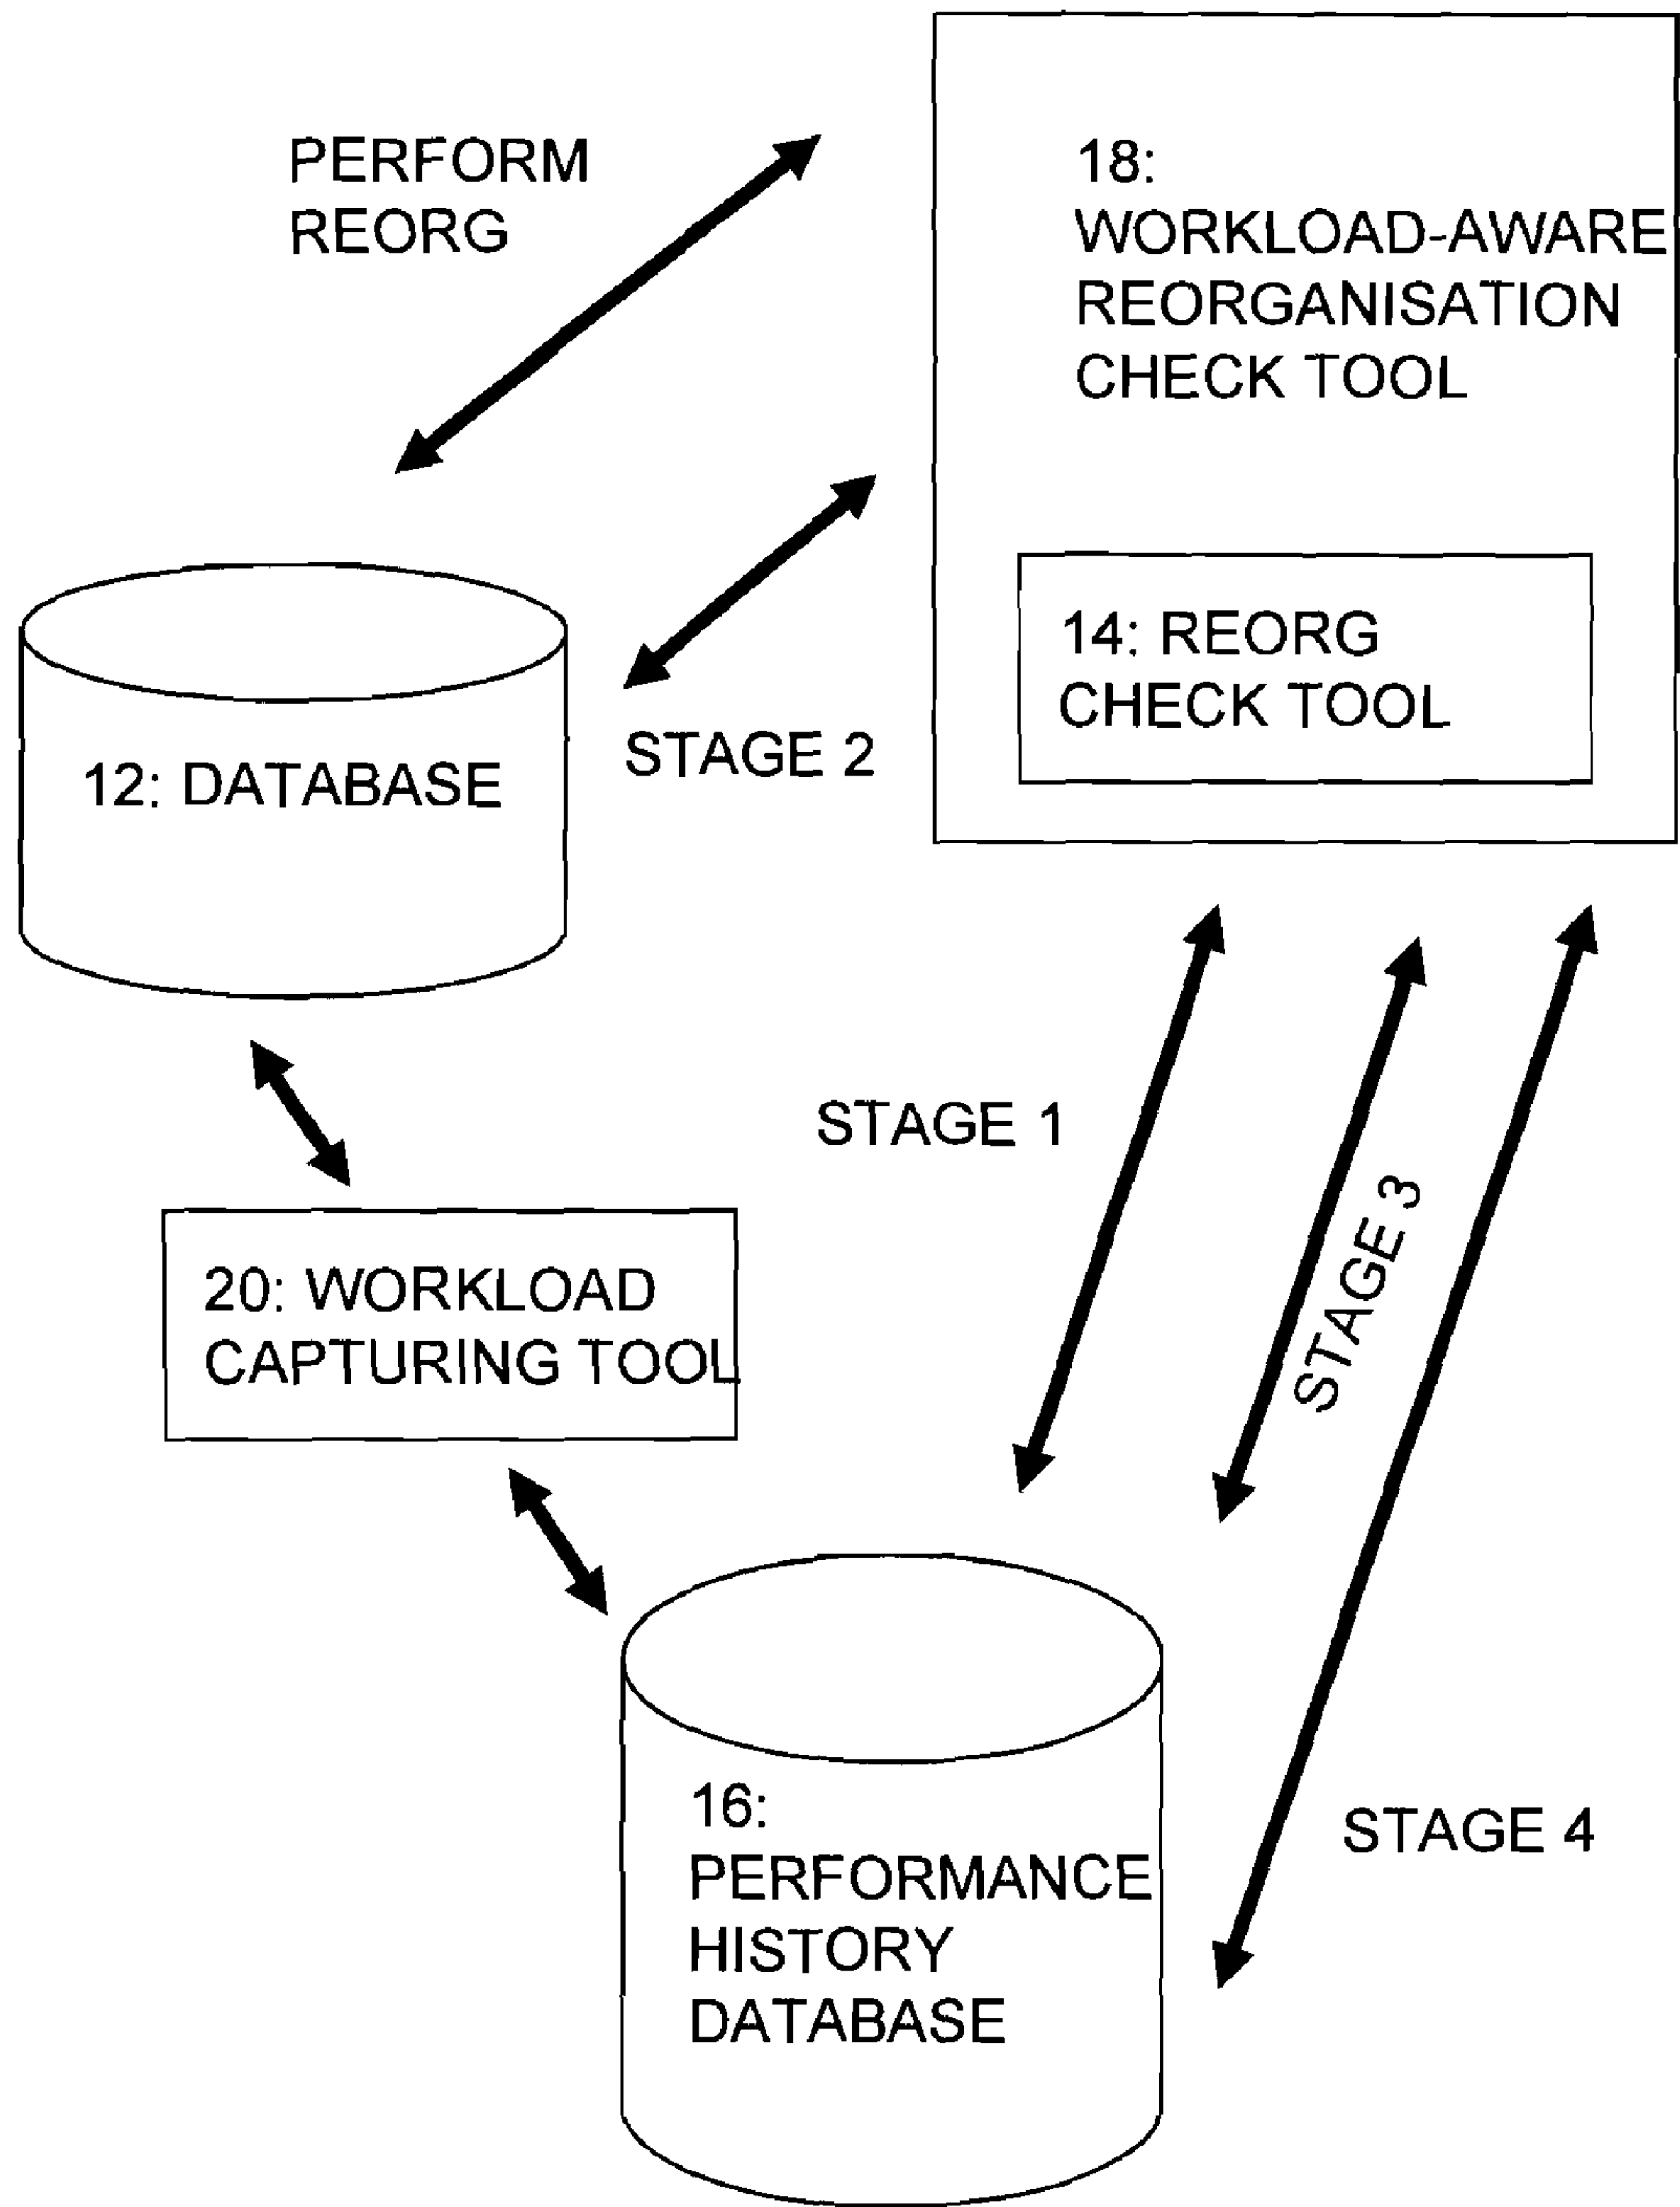 PERFORM
REORG
18:
WORKLOAD-AWARE
REORGANISATION
CHECK TOOL
14: REORG
CHECK TOOL
STAGE 2
12: DATABASE
STAGE 1
STAGE 3
20: WORKLOAD
CAPTURING TOOL
16:
PERFORMANCE
HISTORY
DATABASE
STAGE 4